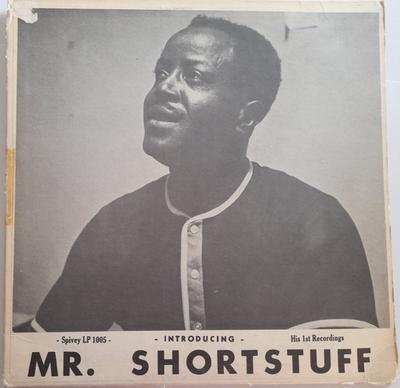 - Spivey LP 1005 - - INTRODUCING - His 1st Recordings
MR. SHORTSTUFF